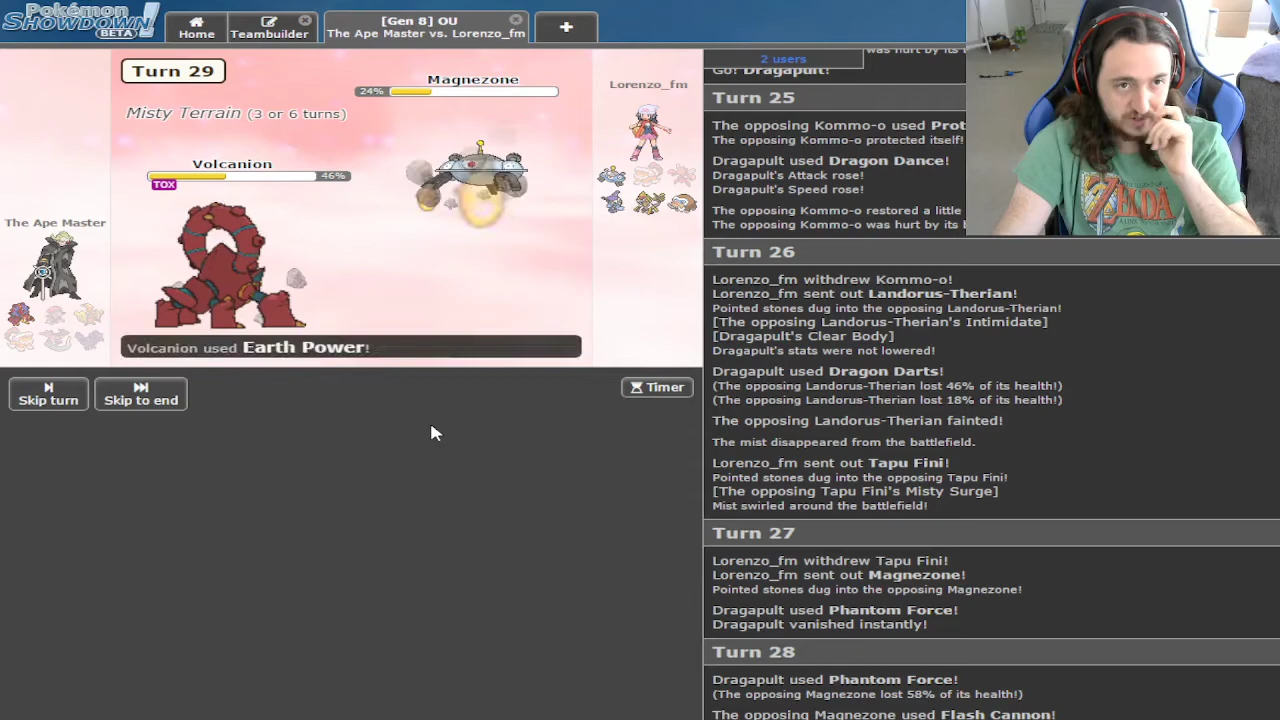 Pokémon
SHOWDOWN!
BETA
Home
Teambuilder
[Gen 8] OU
The Ape Master vs. Lorenzo_fm
+
Turn 29
Misty Terrain (3 or 6 turns)
Magnezone
24%
Volcanion
46%
TOX
The Ape Master
Lorenzo_fm
Volcanion used Earth Power!
Skip turn
Skip to end
Timer
2 users
was hurt by its
Go! Dragapult!
Turn 25
The opposing Kommo-o used Prot
The opposing Kommo-o protected itself!
Dragapult used Dragon Dance!
Dragapult's Attack rose!
Dragapult's Speed rose!
The opposing Kommo-o restored a little
The opposing Kommo-o was hurt by its
Turn 26
Lorenzo_fm withdrew Kommo-o!
Lorenzo_fm sent out Landorus-Therian!
Pointed stones dug into the opposing Landorus-Therian!
[The opposing Landorus-Therian's Intimidate]
[Dragapult's Clear Body]
Dragapult's stats were not lowered!
Dragapult used Dragon Darts!
(The opposing Landorus-Therian lost 46% of its health!)
(The opposing Landorus-Therian lost 18% of its health!)
The opposing Landorus-Therian fainted!
The mist disappeared from the battlefield.
Lorenzo_fm sent out Tapu Fini!
Pointed stones dug into the opposing Tapu Fini!
[The opposing Tapu Fini's Misty Surge]
Mist swirled around the battlefield!
Turn 27
Lorenzo_fm withdrew Tapu Fini!
Lorenzo_fm sent out Magnezone!
Pointed stones dug into the opposing Magnezone!
Dragapult used Phantom Force!
Dragapult vanished instantly!
Turn 28
Dragapult used Phantom Force!
(The opposing Magnezone lost 58% of its health!)
The opposing Magnezone used Flash Cannon!
THE LEGEND OF
ZELDA